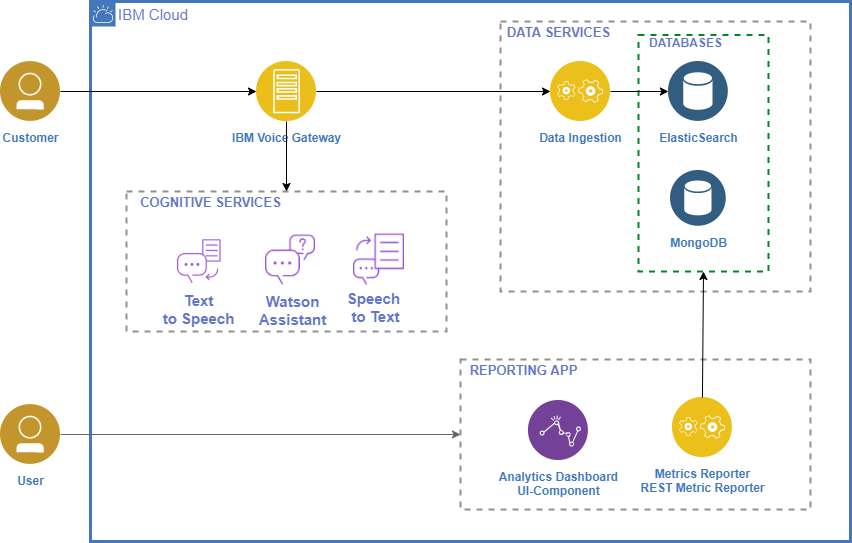 IBM Cloud
DATA SERVICES
DATABASES
Customer
IBM Voice Gateway
Data Ingestion
ElasticSearch
COGNITIVE SERVICES
?
Text
to Speech
Watson
Assistant
Speech
to Text
MongoDB
REPORTING APP
User
Analytics Dashboard
UI-Component
Metrics Reporter
REST Metric Reporter